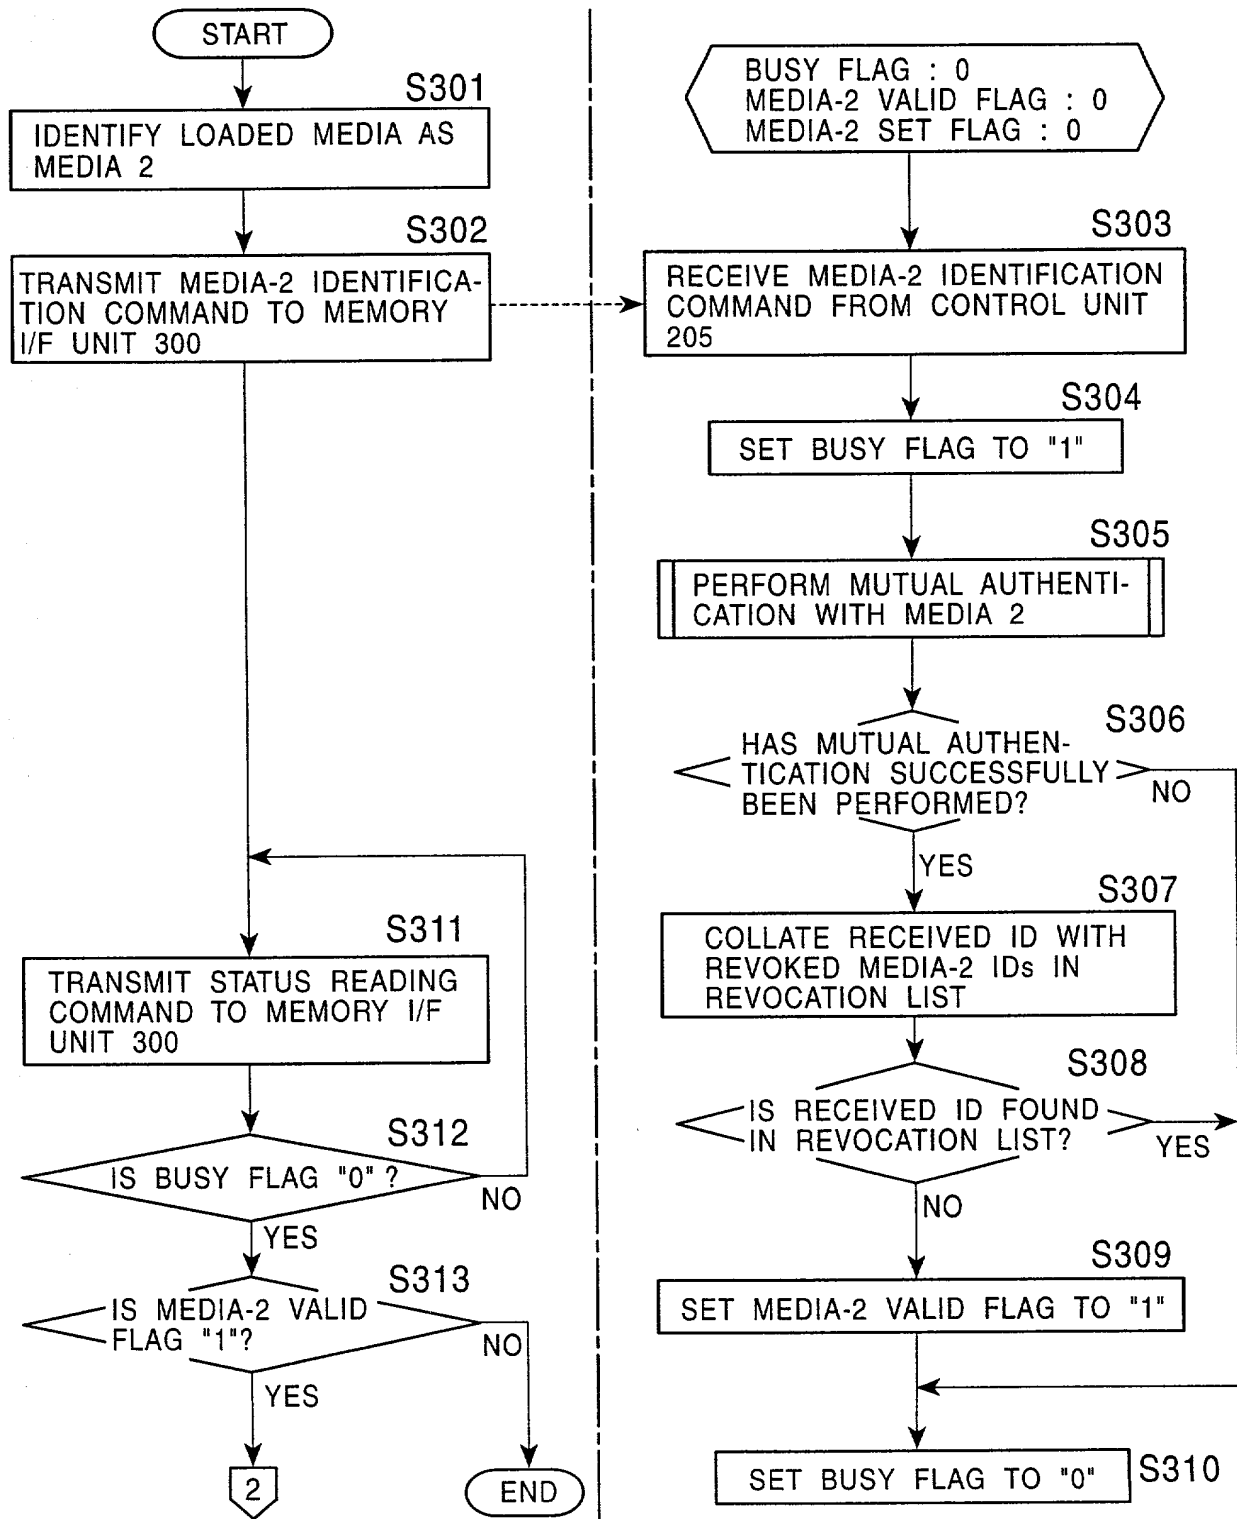 START
S301
IDENTIFY LOADED MEDIA AS
MEDIA 2
S302
TRANSMIT MEDIA-2 IDENTIFICA-
TION COMMAND TO MEMORY
I/F UNIT 300
S311
TRANSMIT STATUS READING
COMMAND TO MEMORY I/F
UNIT 300
S312
IS BUSY FLAG "0" ?
NO
YES
S313
IS MEDIA-2 VALID
FLAG "1"?
NO
YES
2
END
BUSY FLAG : 0
MEDIA-2 VALID FLAG : 0
MEDIA-2 SET FLAG : 0
S303
RECEIVE MEDIA-2 IDENTIFICATION
COMMAND FROM CONTROL UNIT
205
S304
SET BUSY FLAG TO "1"
S305
PERFORM MUTUAL AUTHENTI-
CATION WITH MEDIA 2
S306
HAS MUTUAL AUTHEN-
TICATION SUCCESSFULLY
BEEN PERFORMED?
NO
YES
S307
COLLATE RECEIVED ID WITH
REVOKED MEDIA-2 IDs IN
REVOCATION LIST
S308
IS RECEIVED ID FOUND
IN REVOCATION LIST?
YES
NO
S309
SET MEDIA-2 VALID FLAG TO "1"
SET BUSY FLAG TO "0"
S310